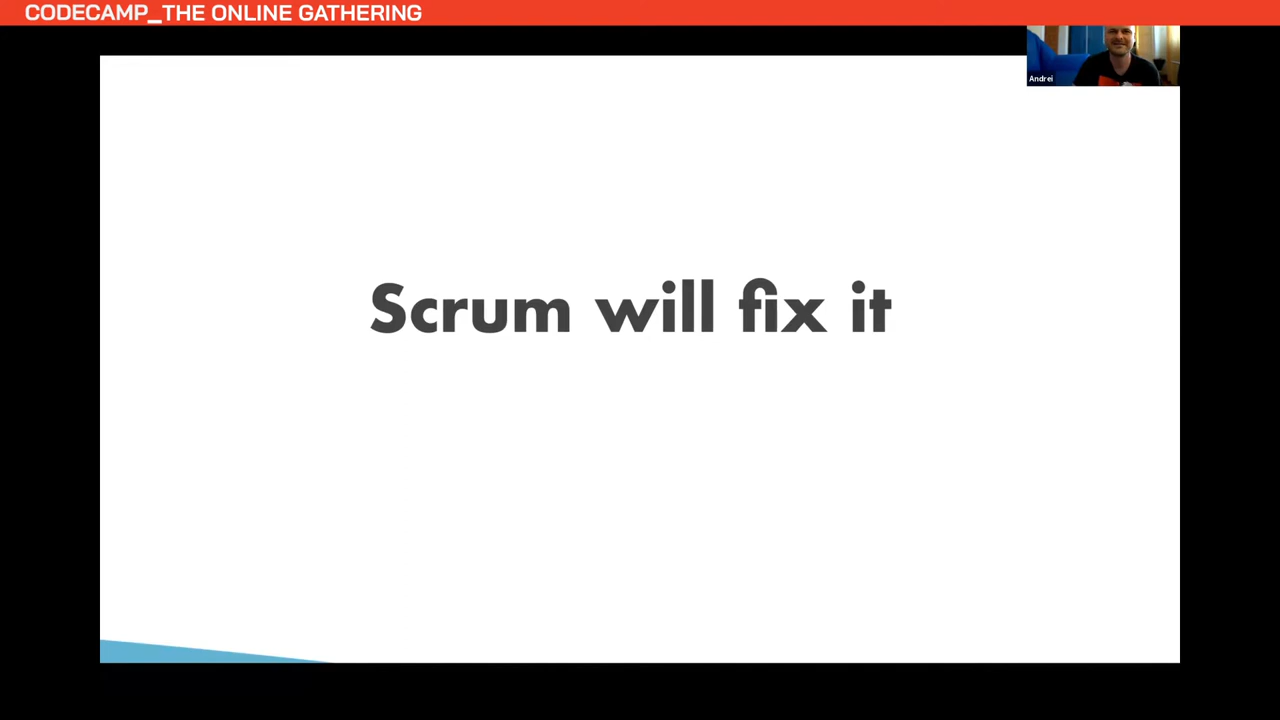 CODECAMP_THE ONLINE GATHERING
Andrei
Scrum will fix it